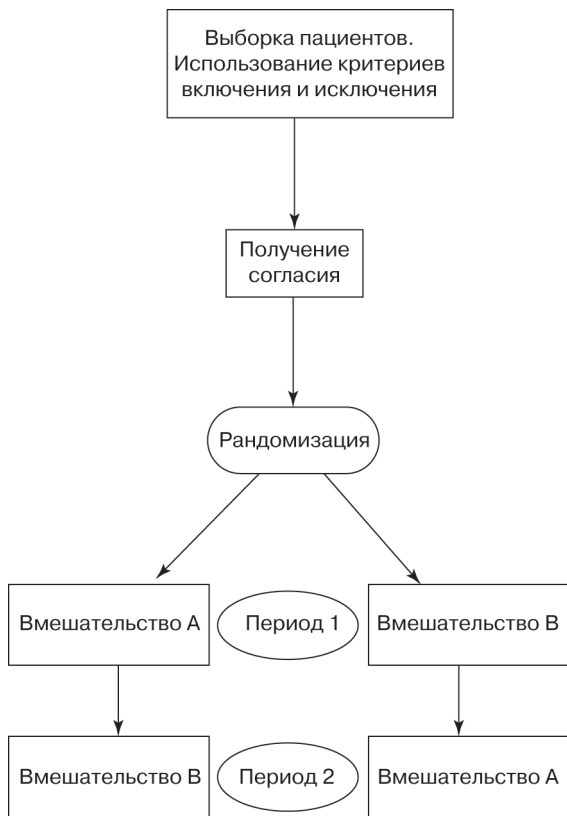 Выборка пациентов.
Использование критериев
включения и исключения
Получение
согласия
Рандомизация
Вмешательство А
Период 1
Вмешательство В
Вмешательство В
Период 2
Вмешательство А